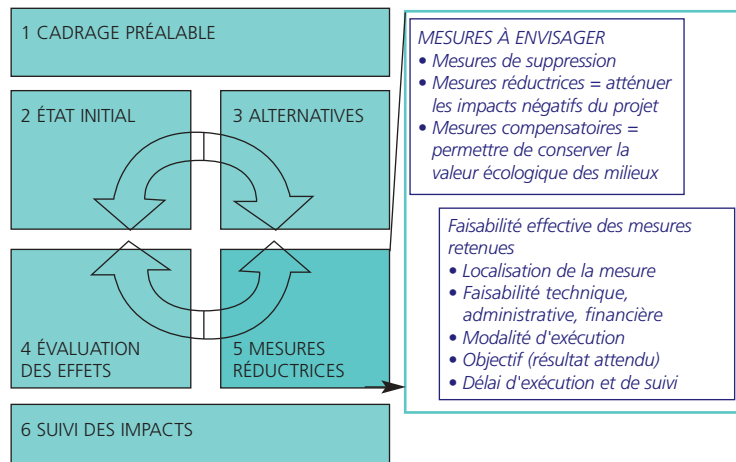 1 CADRAGE PRÉALABLE
2 ÉTAT INITIAL
3 ALTERNATIVES
4 ÉVALUATION
DES EFFETS
5 MESURES
RÉDUCTRICES
6 SUIVI DES IMPACTS
MESURES À ENVISAGER
• Mesures de suppression
• Mesures réductrices = atténuer
les impacts négatifs du projet
• Mesures compensatoires =
permettre de conserver la
valeur écologique des milieux
Faisabilité effective des mesures
retenues
• Localisation de la mesure
• Faisabilité technique,
administrative, financière
• Modalité d'exécution
• Objectif (résultat attendu)
• Délai d'exécution et de suivi